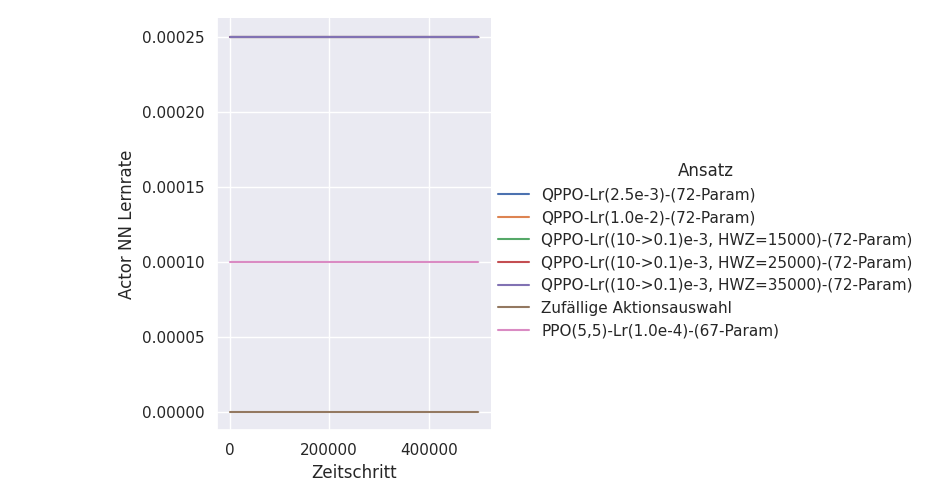 0.00025
0.00020
0.00015
0.00010
0.00005
0.00000
Actor NN Lernrate
0
200000
400000
Zeitschritt
Ansatz
QPPO-Lr(2.5e-3)-(72-Param)
QPPO-Lr(1.0e-2)-(72-Param)
QPPO-Lr((10->0.1)e-3, HWZ=15000)-(72-Param)
QPPO-Lr((10->0.1)e-3, HWZ=25000)-(72-Param)
QPPO-Lr((10->0.1)e-3, HWZ=35000)-(72-Param)
Zufällige Aktionsauswahl
PPO(5,5)-Lr(1.0e-4)-(67-Param)